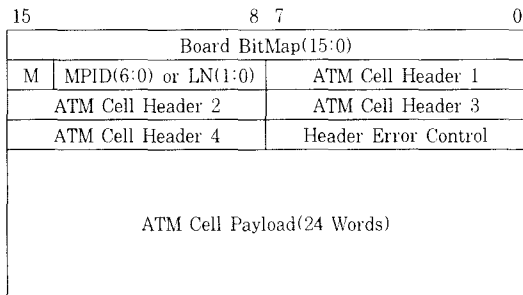 15 8 7 0
Board BitMap(15:0)
M MPID(6:0) or LN(1:0) ATM Cell Header 1
ATM Cell Header 2 ATM Cell Header 3
ATM Cell Header 4 Header Error Control
ATM Cell Payload(24 Words)